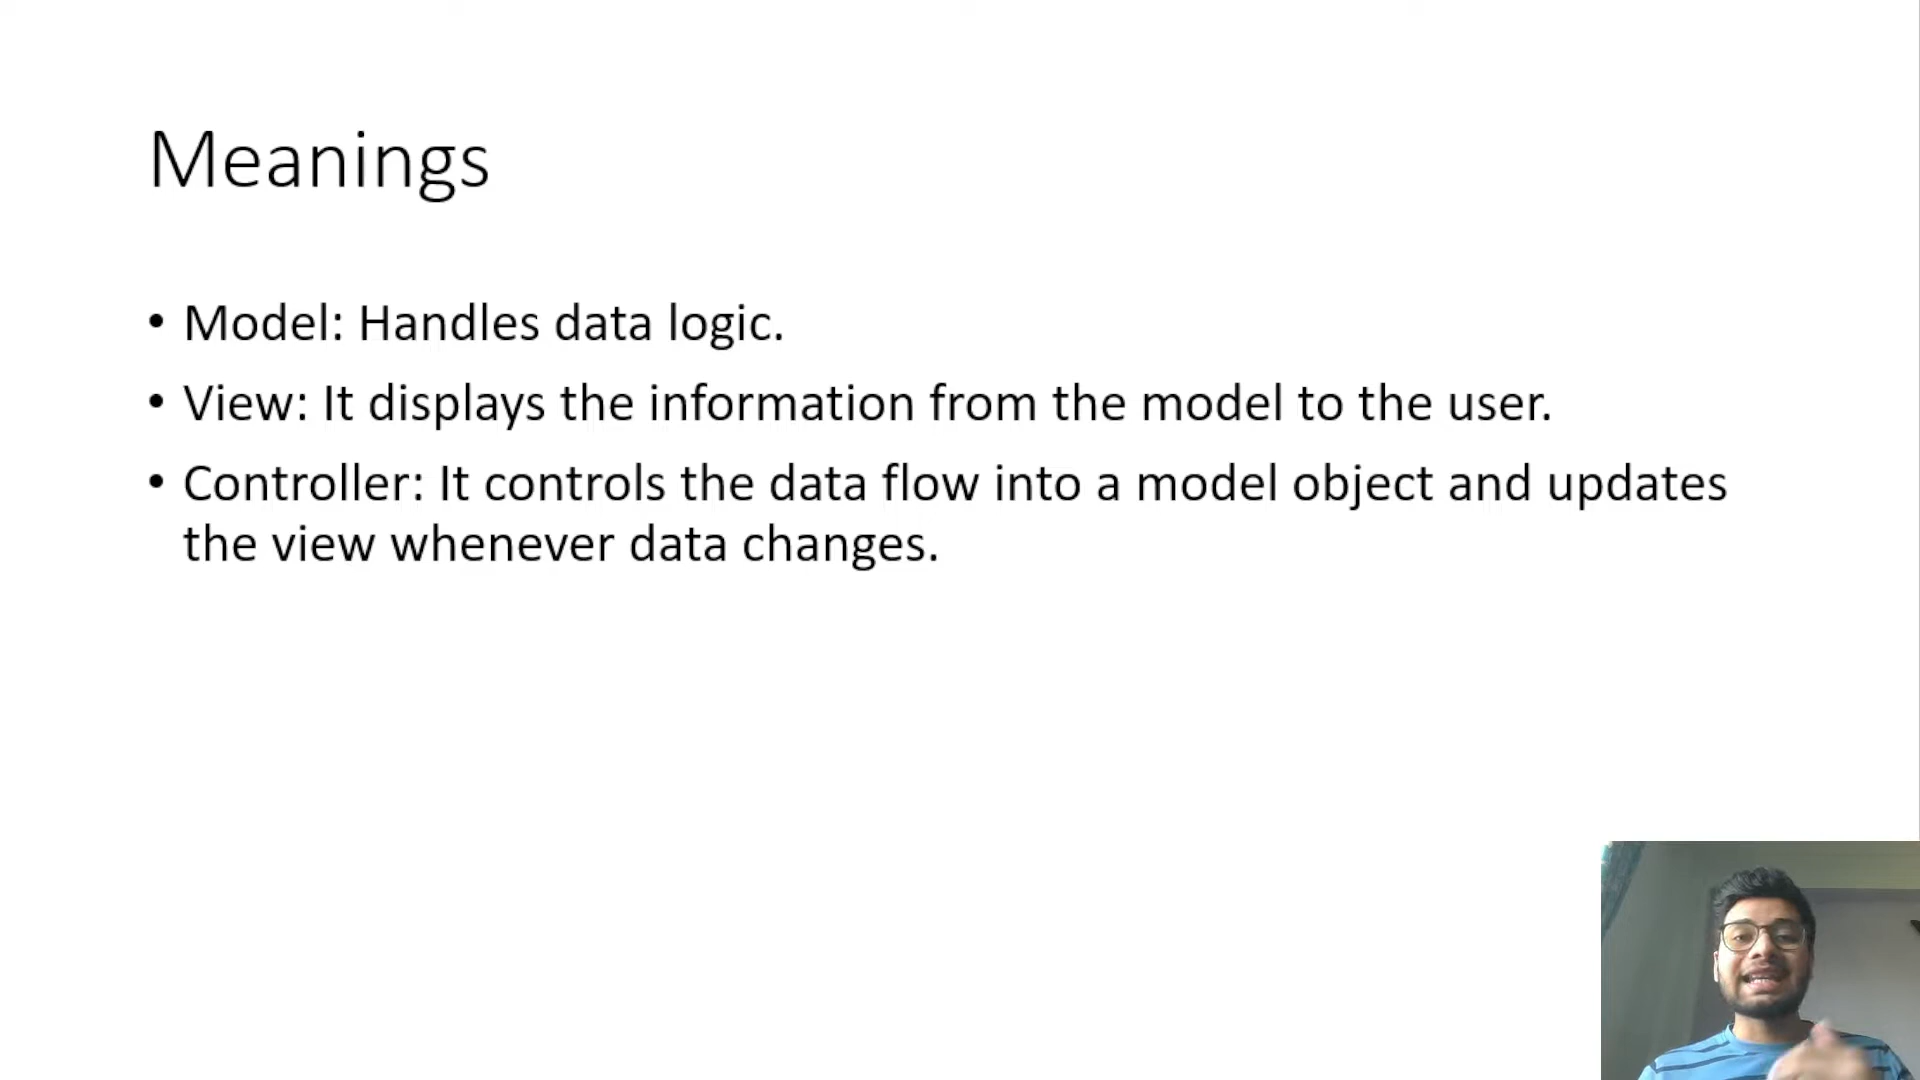 Meanings
• Model: Handles data logic.
• View: It displays the information from the model to the user.
• Controller: It controls the data flow into a model object and updates
the view whenever data changes.